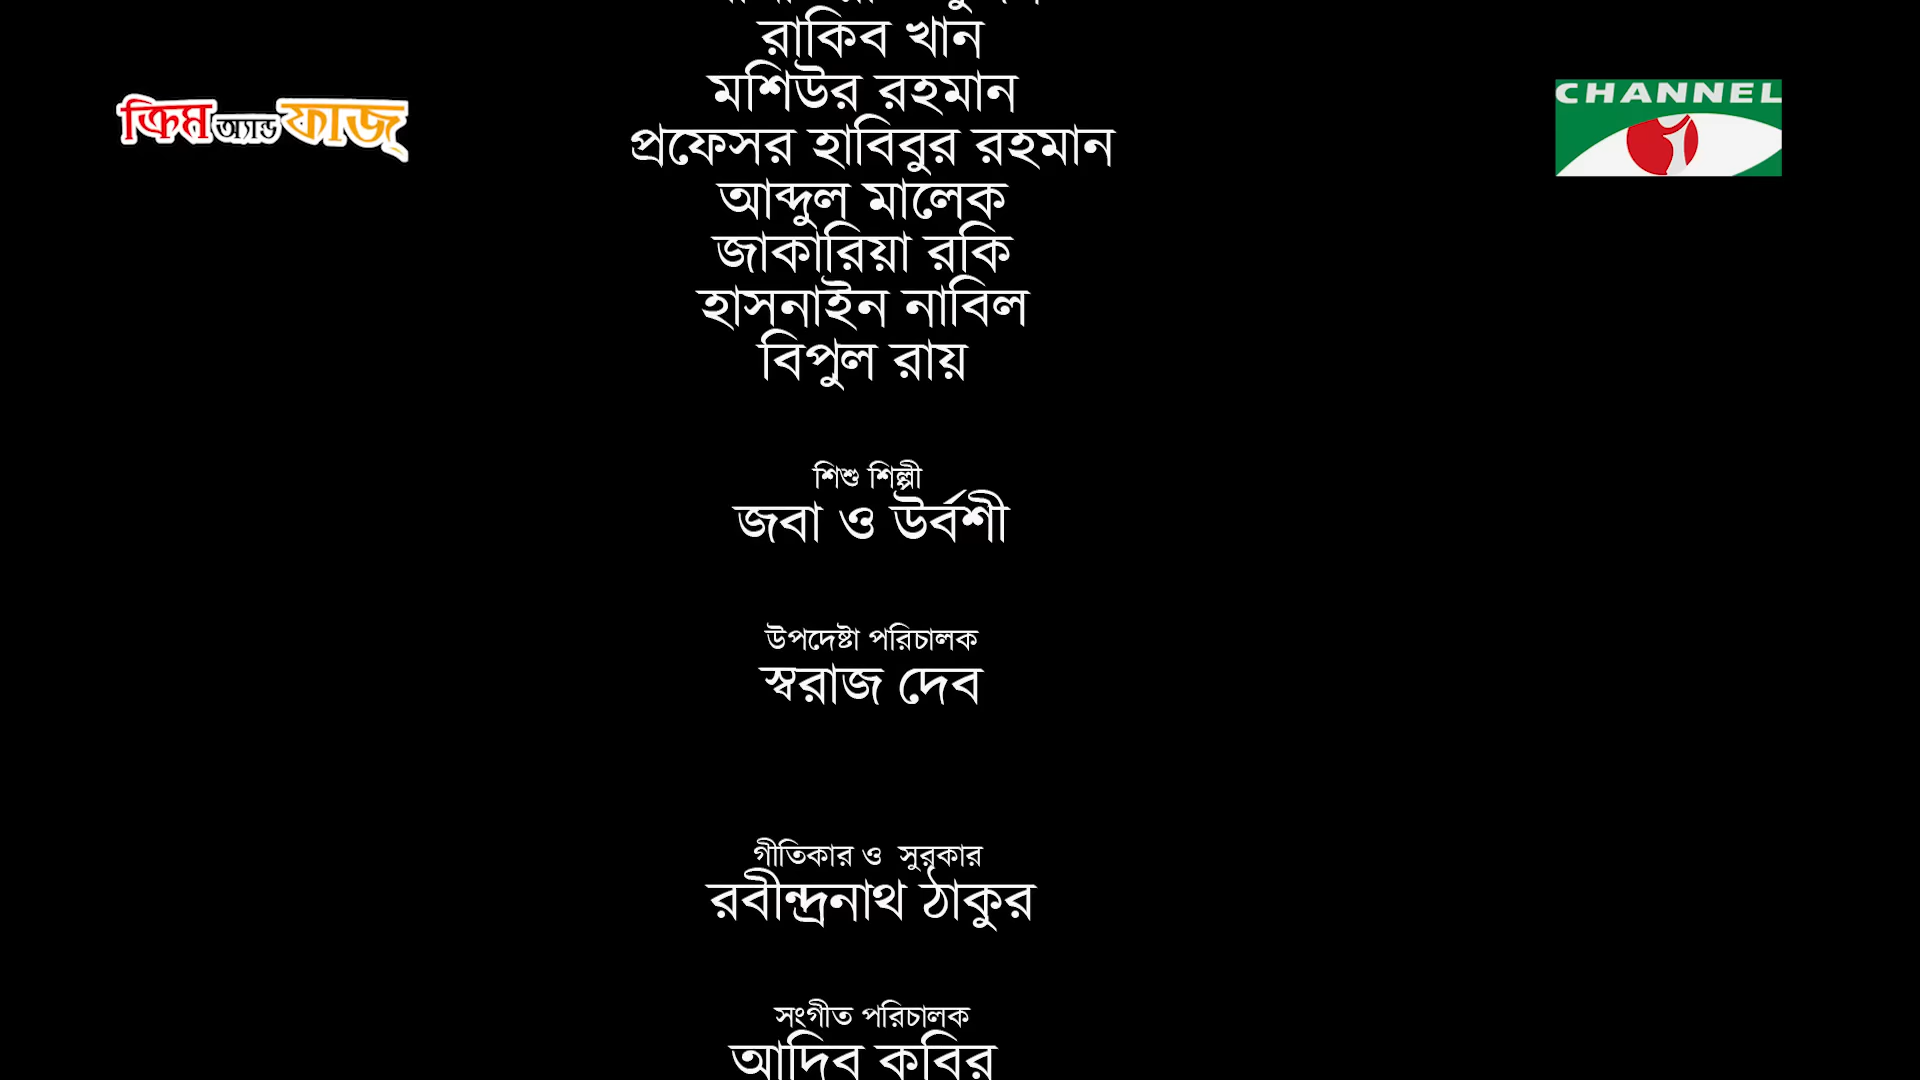 রাকিব খান
মশিউর রহমান
প্রফেসর হাবিবুর রহমান
আব্দুল মালেক
জাকারিয়া রকি
হাসনাইন নাবিল
বিপুল রায়
ক্রিম অ্যান্ড ফাজ্
CHANNEL
শিশু শিল্পী
জবা ও উর্বশী
উপদেষ্টা পরিচালক
স্বরাজ দেব
গীতিকার ও সুরকার
রবীন্দ্রনাথ ঠাকুর
সংগীত পরিচালক
আদিব কবির